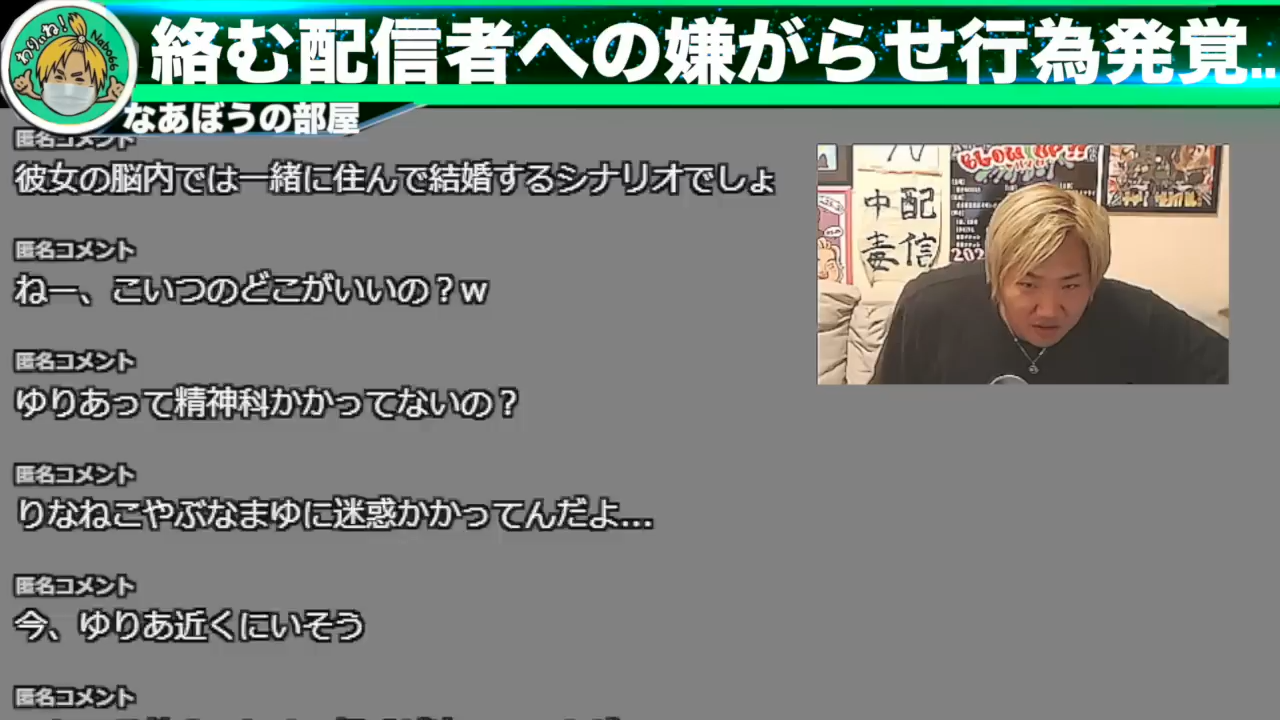 絡む配信者への嫌がらせ行為発覚..
わりぃね!
Nabo66
なあぼうの部屋
匿名コメント
彼女の脳内では一緒に住んで結婚するシナリオでしょ
匿名コメント
ねー、こいつのどこがいいの？w
匿名コメント
ゆりあって精神科かかってないの？
匿名コメント
りなねこやぶなまゆに迷惑かかってんだよ...
匿名コメント
今、ゆりあ近くにいそう
匿名コメント
配信
中毒